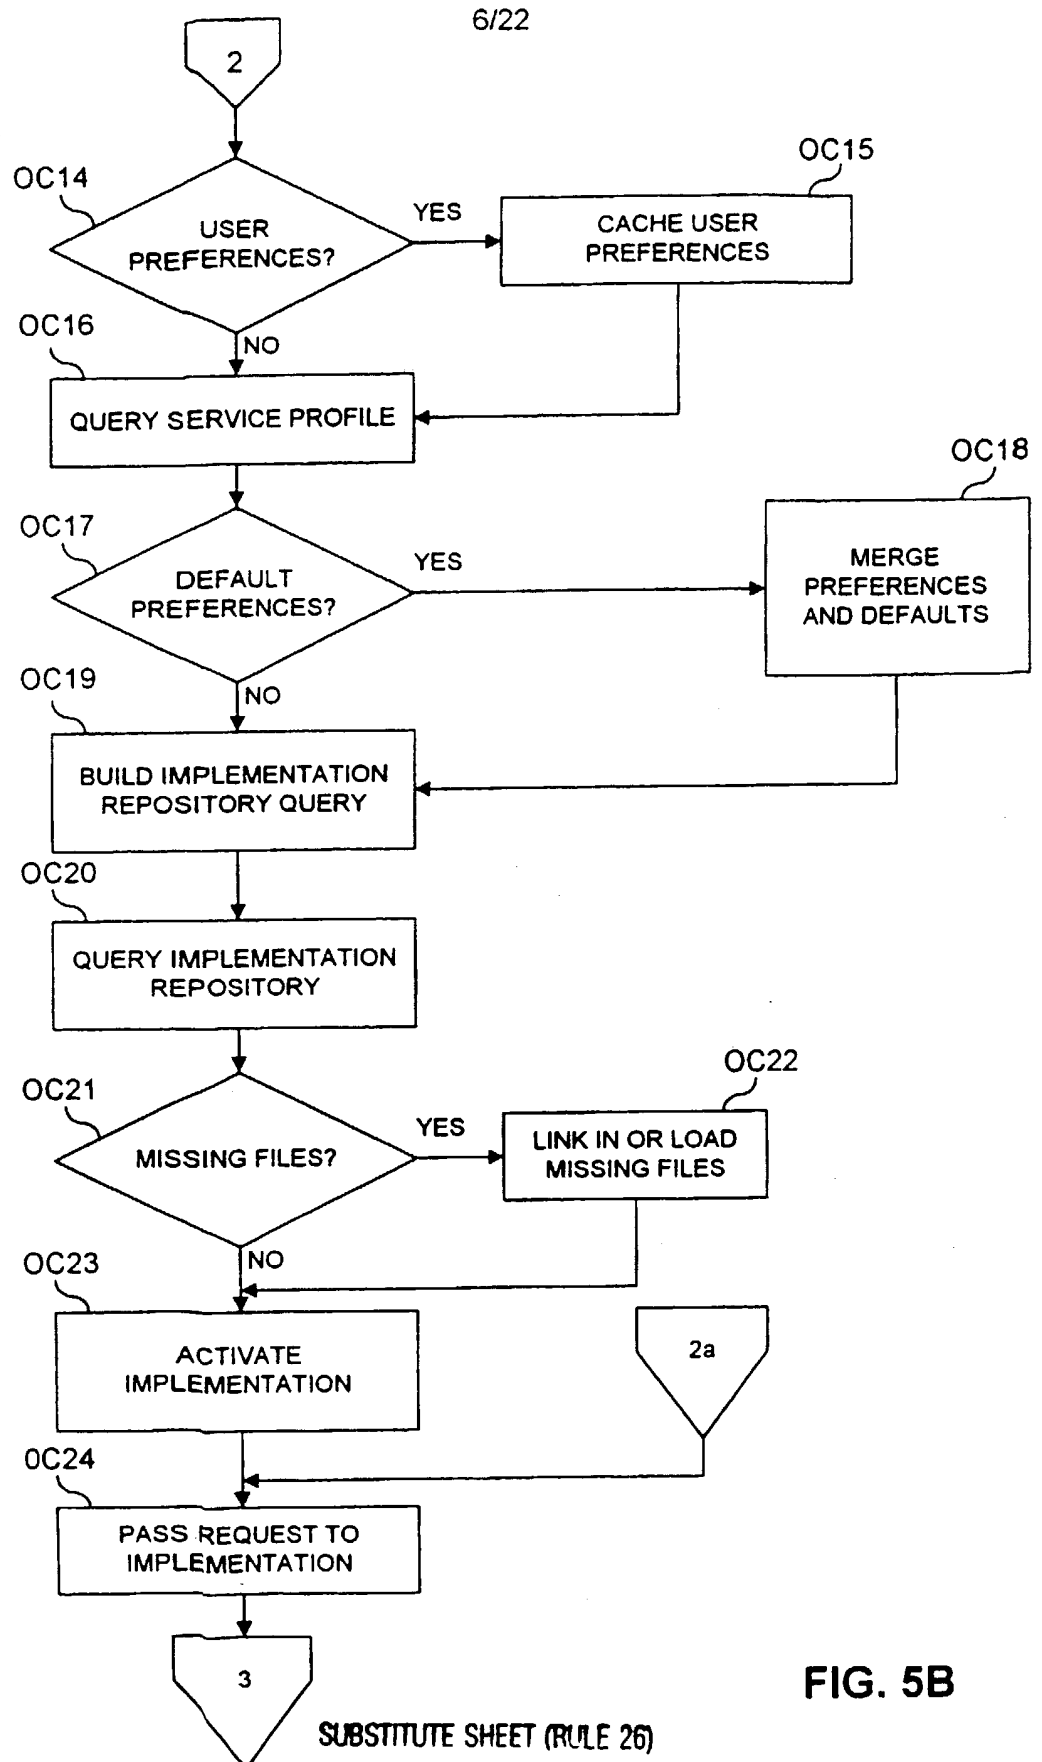 6/22
2
OC14
USER
PREFERENCES?
YES
OC15
CACHE USER
PREFERENCES
NO
OC16
QUERY SERVICE PROFILE
OC17
DEFAULT
PREFERENCES?
YES
OC18
MERGE
PREFERENCES
AND DEFAULTS
NO
OC19
BUILD IMPLEMENTATION
REPOSITORY QUERY
OC20
QUERY IMPLEMENTATION
REPOSITORY
OC21
MISSING FILES?
YES
OC22
LINK IN OR LOAD
MISSING FILES
NO
OC23
ACTIVATE
IMPLEMENTATION
2a
0C24
PASS REQUEST TO
IMPLEMENTATION
3
FIG. 5B
SUBSTITUTE SHEET (RULE 26)